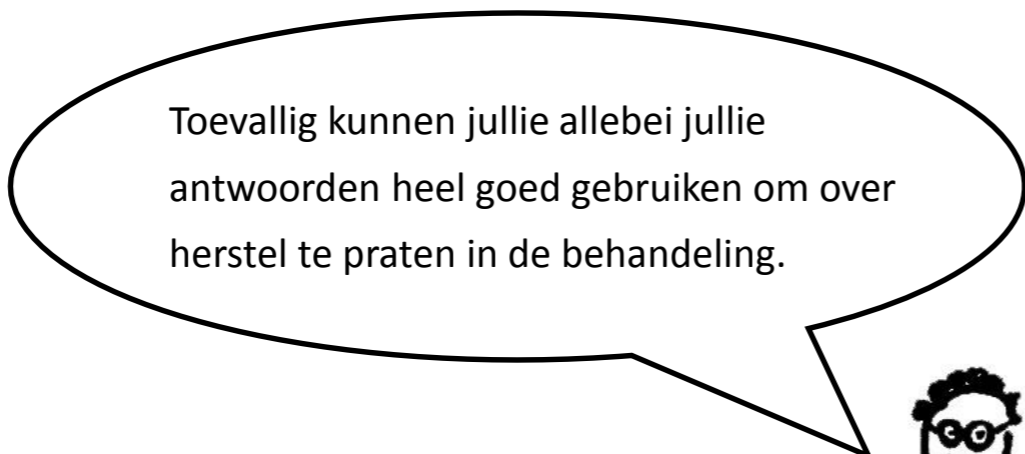 Toevallig kunnen jullie allebei jullie
antwoorden heel goed gebruiken om over
herstel te praten in de behandeling.